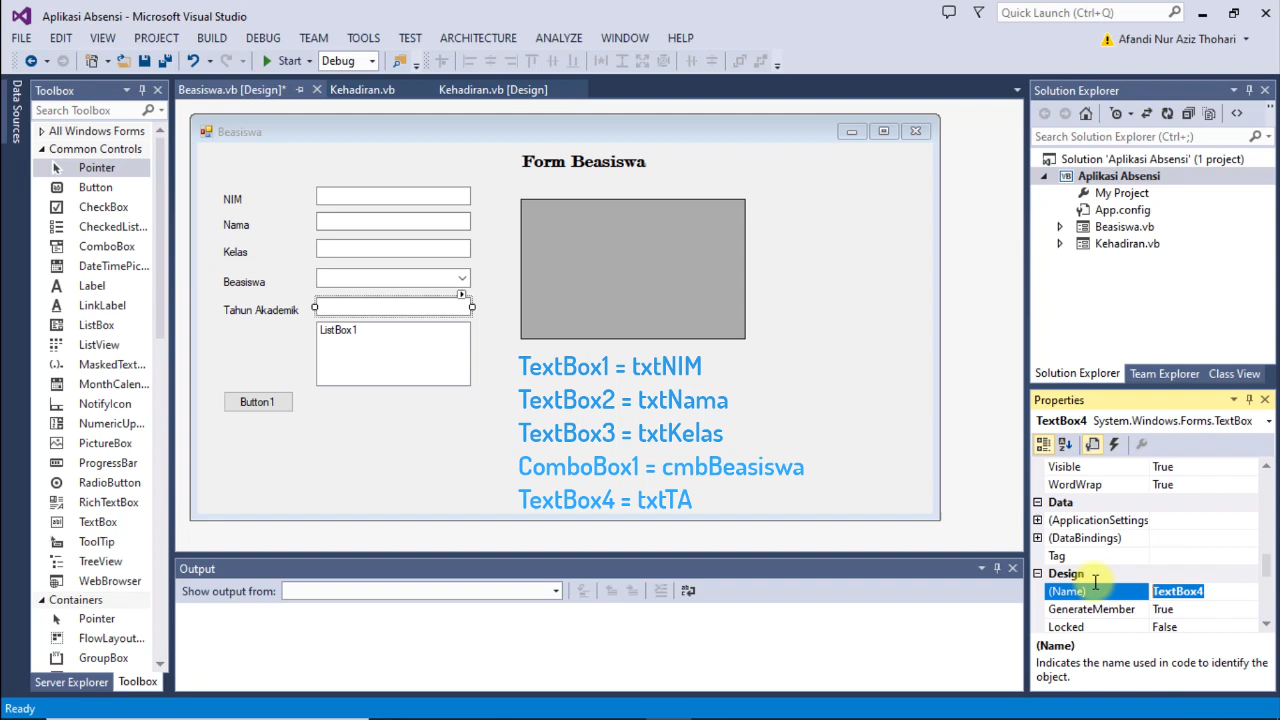 Aplikasi Absensi - Microsoft Visual Studio
Quick Launch (Ctrl+Q)
FILE EDIT VIEW PROJECT BUILD DEBUG TEAM TOOLS TEST ARCHITECTURE ANALYZE WINDOW HELP
Afandi Nur Aziz Thohari
Start Debug
Data Sources
Toolbox
Search Toolbox
All Windows Forms
Common Controls
Pointer
Button
CheckBox
CheckedList...
ComboBox
DateTimePic...
Label
LinkLabel
ListBox
ListView
MaskedText...
MonthCalen...
NotifyIcon
NumericUp...
PictureBox
ProgressBar
RadioButton
RichTextBox
TextBox
ToolTip
TreeView
WebBrowser
Containers
Pointer
FlowLayout...
GroupBox
Server Explorer Toolbox
Beasiswa.vb [Design]* Kehadiran.vb Kehadiran.vb [Design]
Beasiswa
Form Beasiswa
NIM
Nama
Kelas
Beasiswa
Tahun Akademik
ListBox1
Button1
TextBox1 = txtNIM
TextBox2 = txtNama
TextBox3 = txtKelas
ComboBox1 = cmbBeasiswa
TextBox4 = txtTA
Output
Show output from:
Solution Explorer
Search Solution Explorer (Ctrl+;)
Solution 'Aplikasi Absensi' (1 project)
Aplikasi Absensi
My Project
App.config
Beasiswa.vb
Kehadiran.vb
Solution Explorer Team Explorer Class View
Properties
TextBox4 System.Windows.Forms.TextBox
Visible True
WordWrap True
Data
(ApplicationSettings
(DataBindings)
Tag
Design
(Name) TextBox4
GenerateMember True
Locked False
(Name)
Indicates the name used in code to identify the
object.
Ready